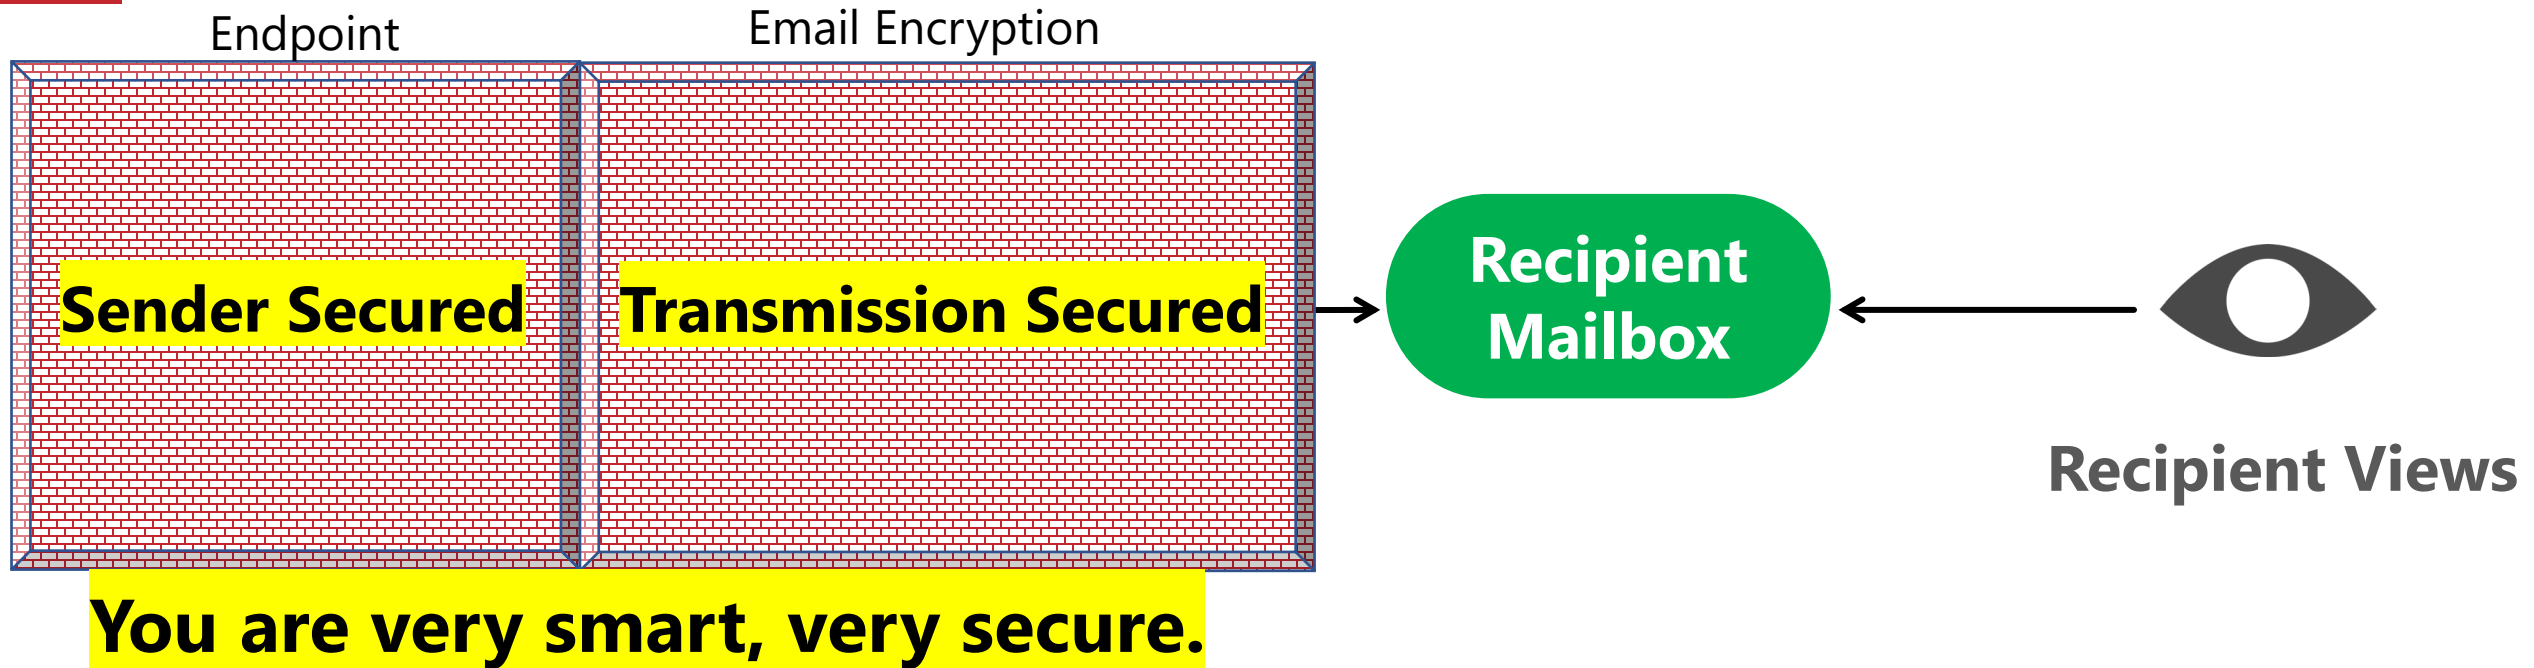 Endpoint
Email Encryption
Sender Secured
Transmission Secured
Recipient
Mailbox
Recipient Views
You are very smart, very secure.